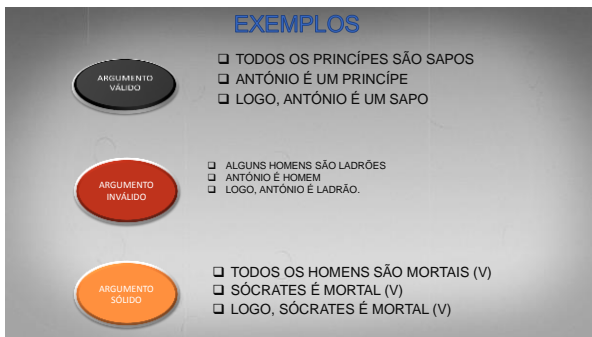 EXEMPLOS
ARGUMENTO
VÁLIDO
❑ TODOS OS PRINCÍPES SÃO SAPOS
❑ ANTÓNIO É UM PRINCÍPE
❑ LOGO, ANTÓNIO É UM SAPO
ARGUMENTO
INVÁLIDO
❑ ALGUNS HOMENS SÃO LADRÕES
❑ ANTÓNIO É HOMEM
❑ LOGO, ANTÓNIO É LADRÃO.
ARGUMENTO
SÓLIDO
❑ TODOS OS HOMENS SÃO MORTAIS (V)
❑ SÓCRATES É MORTAL (V)
❑ LOGO, SÓCRATES É MORTAL (V)